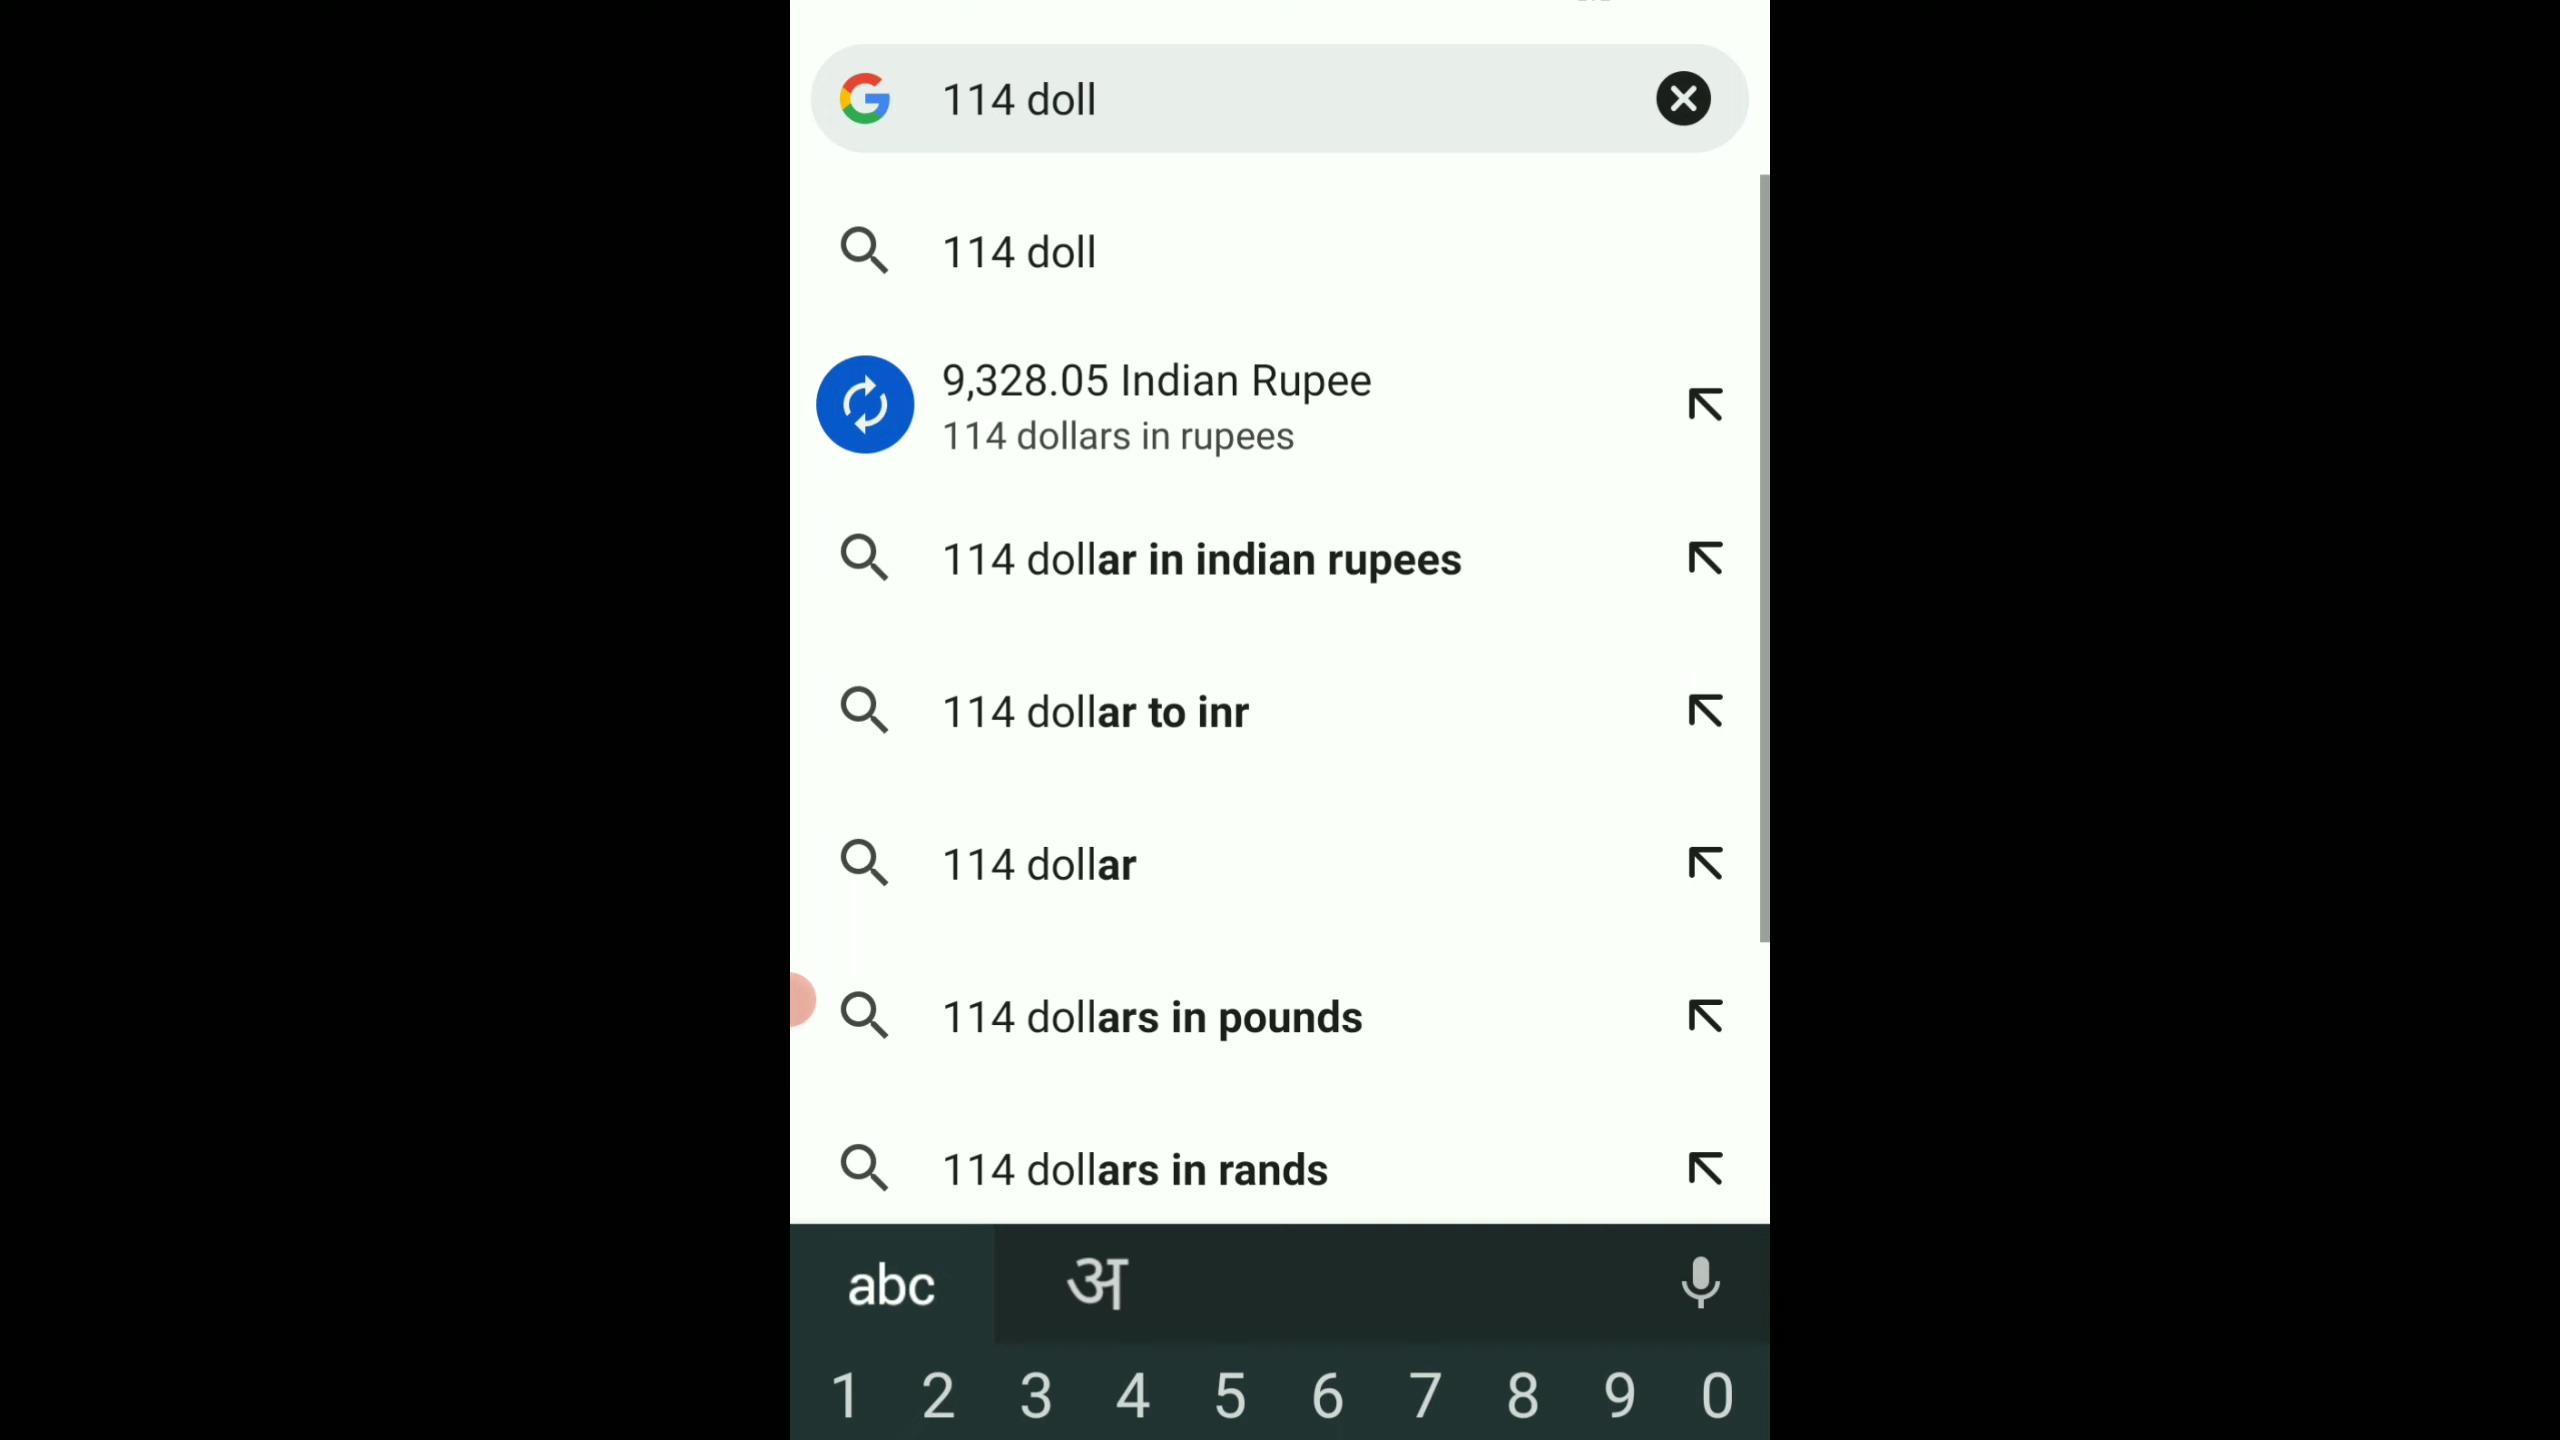 114 doll
114 doll
9,328.05 Indian Rupee
114 dollars in rupees
114 dollar in indian rupees
114 dollar to inr
114 dollar
114 dollars in pounds
114 dollars in rands
abc अ
1 2 3 4 5 6 7 8 9 0